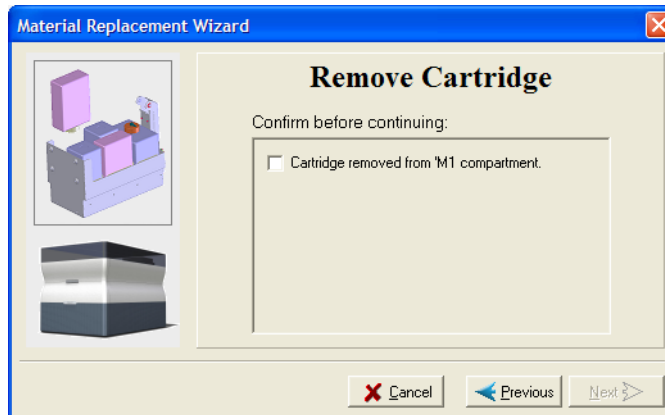 Material Replacement Wizard
Remove Cartridge
Confirm before continuing:
Cartridge removed from 'M1 compartment.
Cancel
Previous
Next